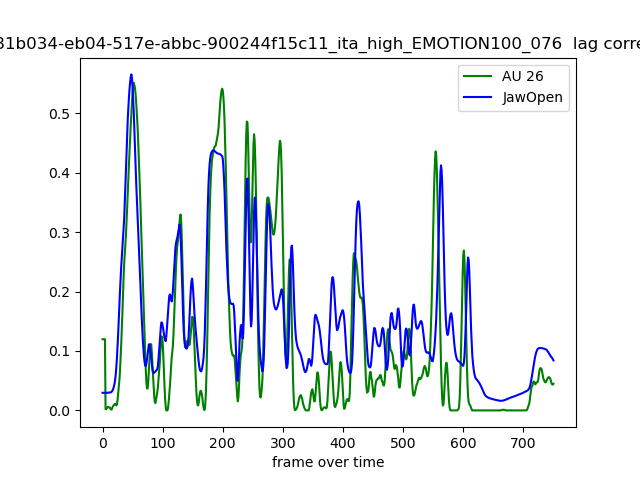 31b034-eb04-517e-abbc-900244f15c11_ita_high_EMOTION100_076 lag corre
AU 26
JawOpen
0.5
0.4
0.3
0.2
0.1
0.0
0 100 200 300 400 500 600 700
frame over time